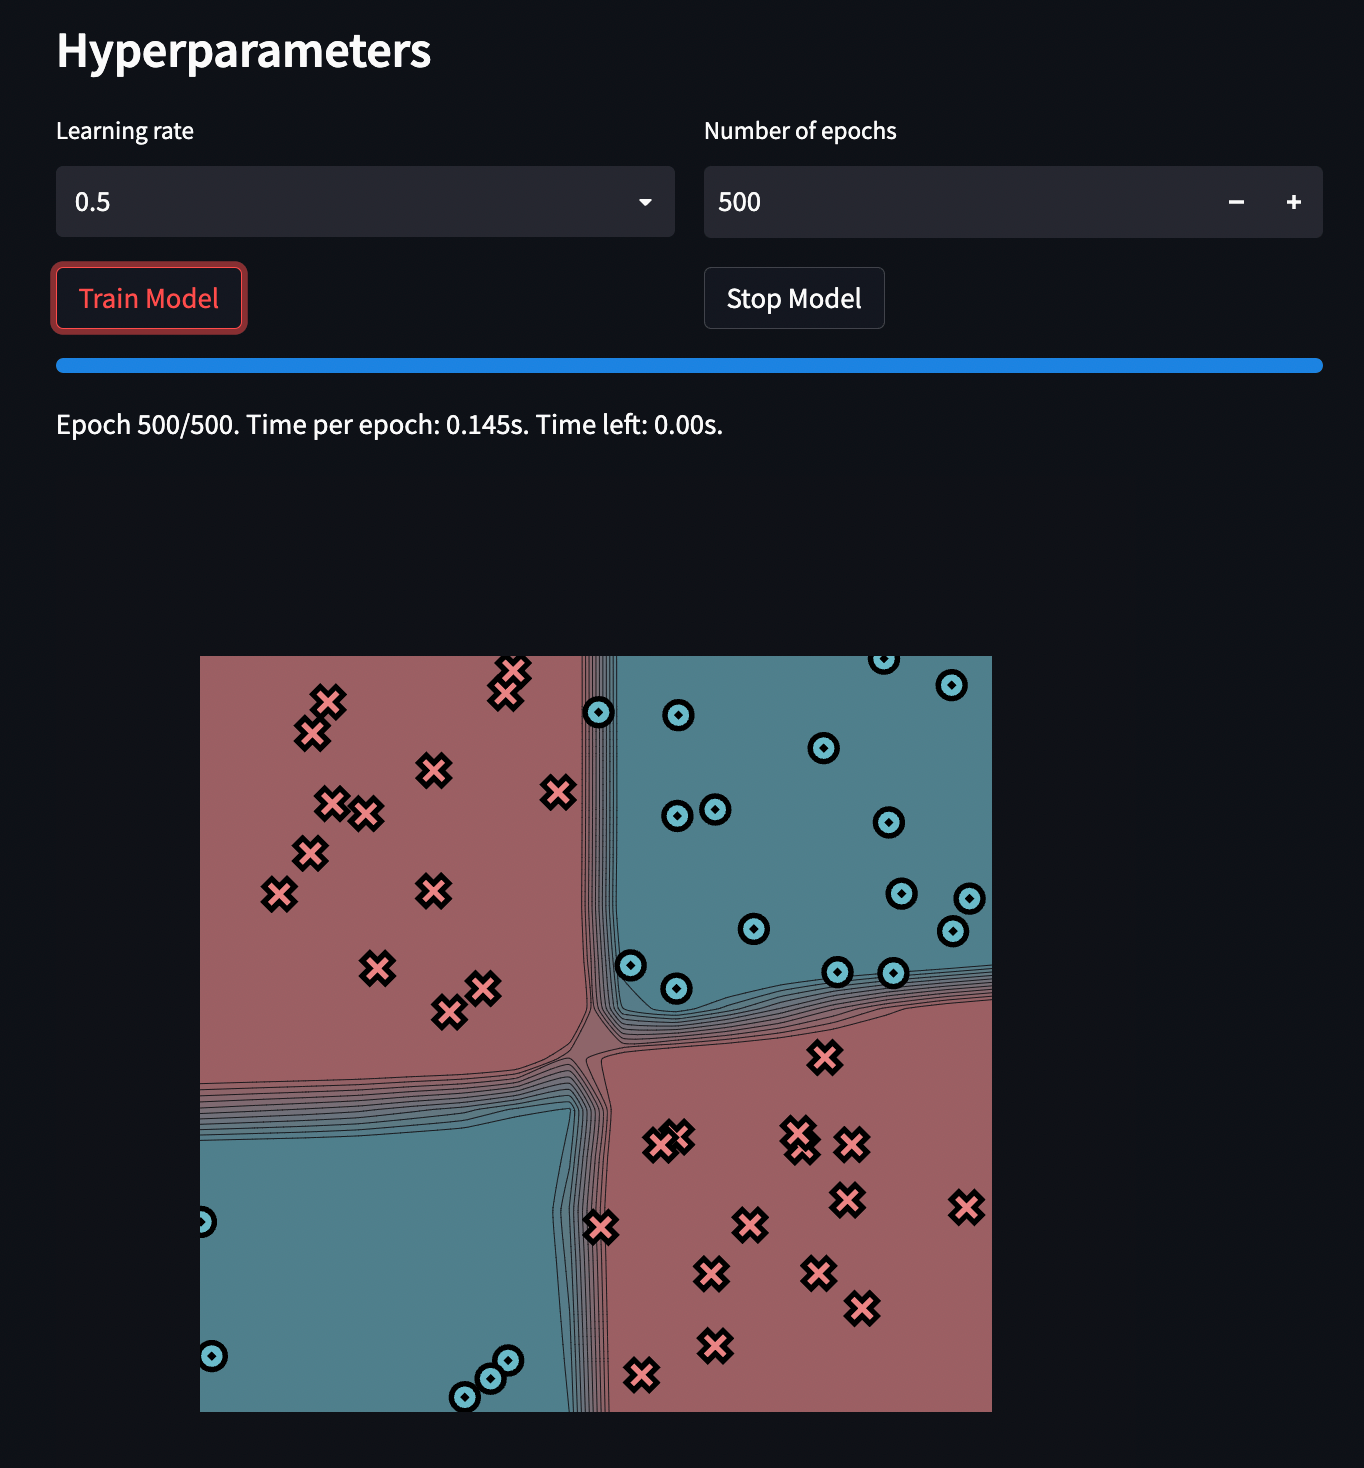 Hyperparameters
Learning rate
Number of epochs
0.5
500
Train Model
Stop Model
Epoch 500/500. Time per epoch: 0.145s. Time left: 0.00s.